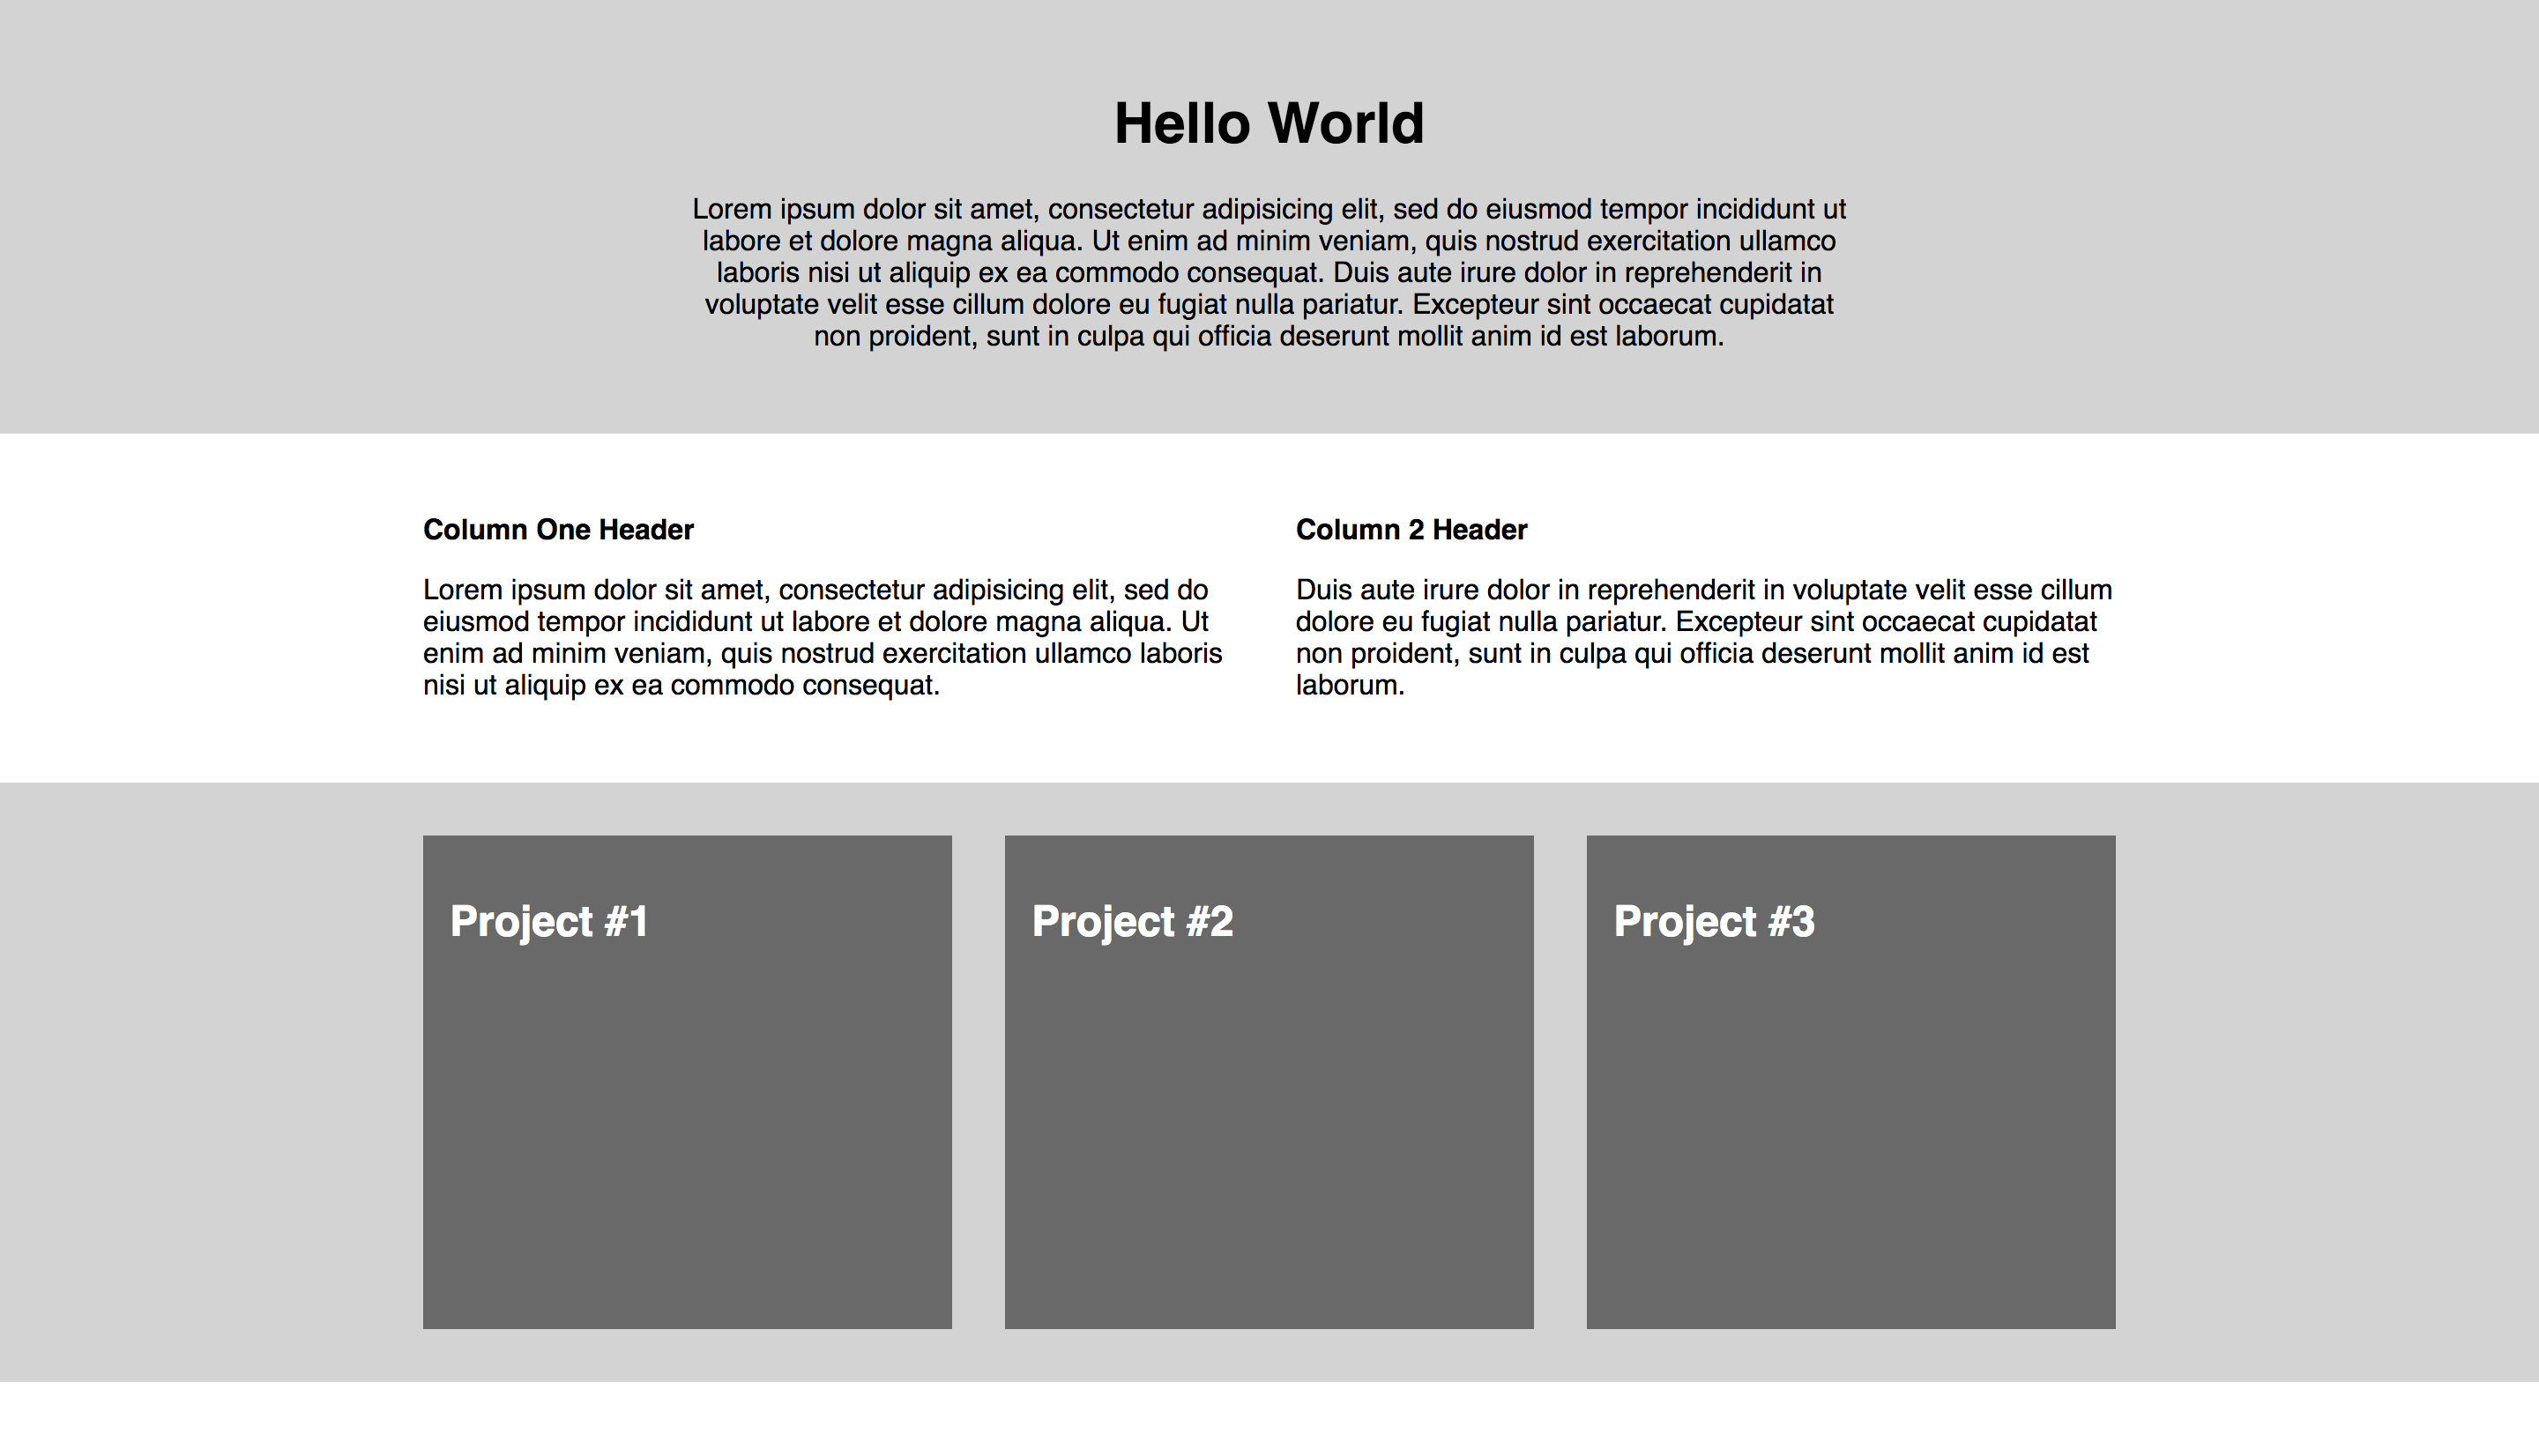 Hello World
Lorem ipsum dolor sit amet, consectetur adipisicing elit, sed do eiusmod tempor incididunt ut
labore et dolore magna aliqua. Ut enim ad minim veniam, quis nostrud exercitation ullamco
laboris nisi ut aliquip ex ea commodo consequat. Duis aute irure dolor in reprehenderit in
voluptate velit esse cillum dolore eu fugiat nulla pariatur. Excepteur sint occaecat cupidatat
non proident, sunt in culpa qui officia deserunt mollit anim id est laborum.
Column One Header
Lorem ipsum dolor sit amet, consectetur adipisicing elit, sed do
eiusmod tempor incididunt ut labore et dolore magna aliqua. Ut
enim ad minim veniam, quis nostrud exercitation ullamco laboris
nisi ut aliquip ex ea commodo consequat.
Column 2 Header
Duis aute irure dolor in reprehenderit in voluptate velit esse cillum
dolore eu fugiat nulla pariatur. Excepteur sint occaecat cupidatat
non proident, sunt in culpa qui officia deserunt mollit anim id est
laborum.
Project #1
Project #2
Project #3